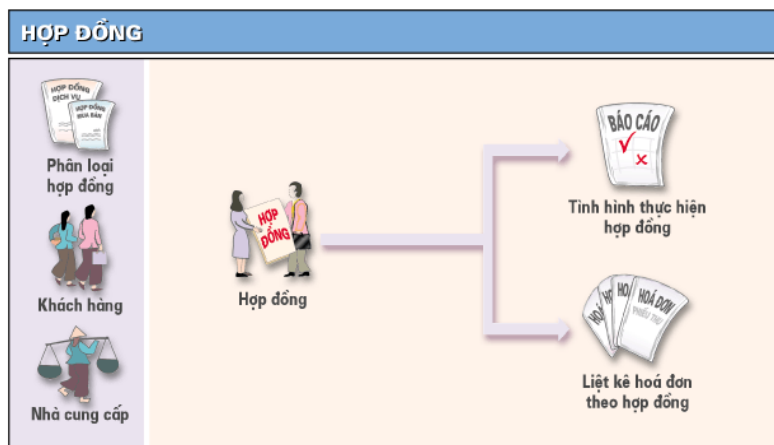 HỢP ĐỒNG
HỢP ĐỒNG
DỊCH VỤ
HỢP ĐỒNG
MUA BÁN
Phân loại
hợp đồng
Khách hàng
Nhà cung cấp
HỢP
ĐỒNG
Hợp đồng
BÁO CÁO
Tình hình thực hiện
hợp đồng
HOÁ ĐƠN
PHIẾU THU
Liệt kê hoá đơn
theo hợp đồng